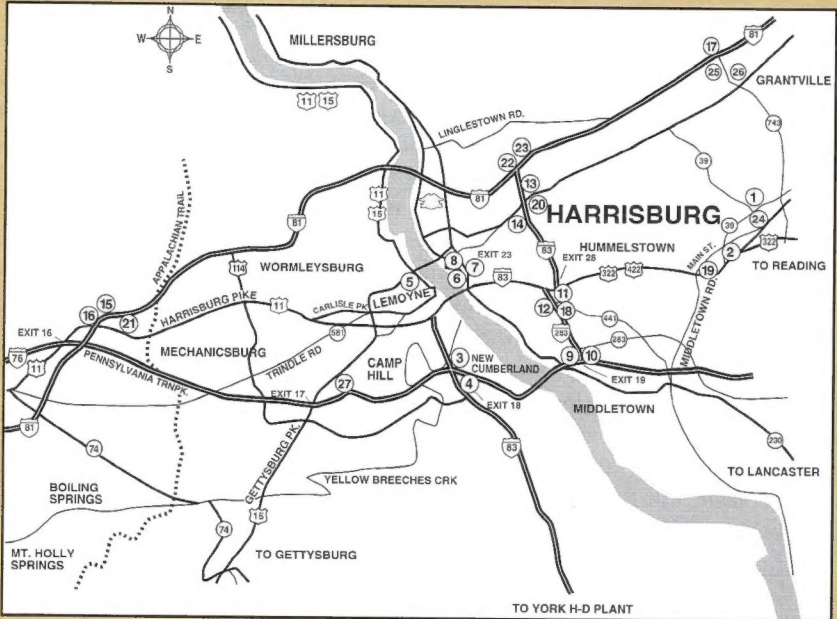 N
W E
S
MILLERSBURG
11 15
LINGLESTOWN RD.
17
81
25 26
GRANTVILLE
743
39
23
22
13
20
81
11
15
1
24
39
HARRISBURG
14
83
HUMMELSTOWN
EXIT 28
322 422
MAIN ST.
19
2
322
TO READING
APPALACHIAN TRAIL
81
114
WORMLEYSBURG
8
7
6
EXIT 23
83
5
LEMOYNE
11
12 18
283
441
283
MIDDLETOWN RD.
15
16
21
HARRISBURG PIKE
11
CARLISLE PK.
581
EXIT 16
76
11
PENNSYLVANIA TRNPK.
MECHANICSBURG
TRINDLE RD
CAMP
HILL
3
NEW
CUMBERLAND
4
EXIT 18
9 10
EXIT 19
MIDDLETOWN
EXIT 17
27
81
74
GETTYSBURG PK.
83
230
TO LANCASTER
BOILING
SPRINGS
YELLOW BREECHES CRK
15
74
MT. HOLLY
SPRINGS
TO GETTYSBURG
TO YORK H-D PLANT